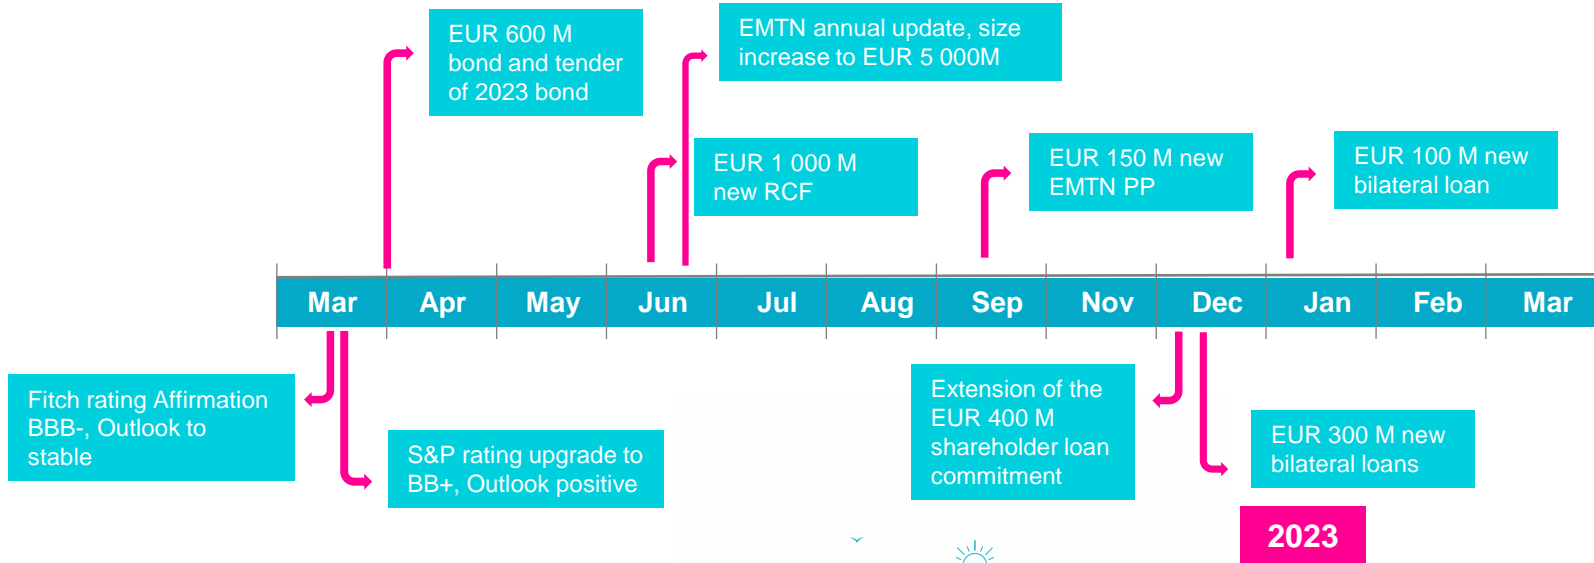 EUR 600 M
bond and tender
of 2023 bond
EMTN annual update, size
increase to EUR 5 000M
EUR 1 000 M
new RCF
EUR 150 M new
EMTN PP
EUR 100 M new
bilateral loan
Mar Apr May Jun Jul Aug Sep Nov Dec Jan Feb Mar
Fitch rating Affirmation
BBB-, Outlook to
stable
S&P rating upgrade to
BB+, Outlook positive
Extension of the
EUR 400 M
shareholder loan
commitment
EUR 300 M new
bilateral loans
2023